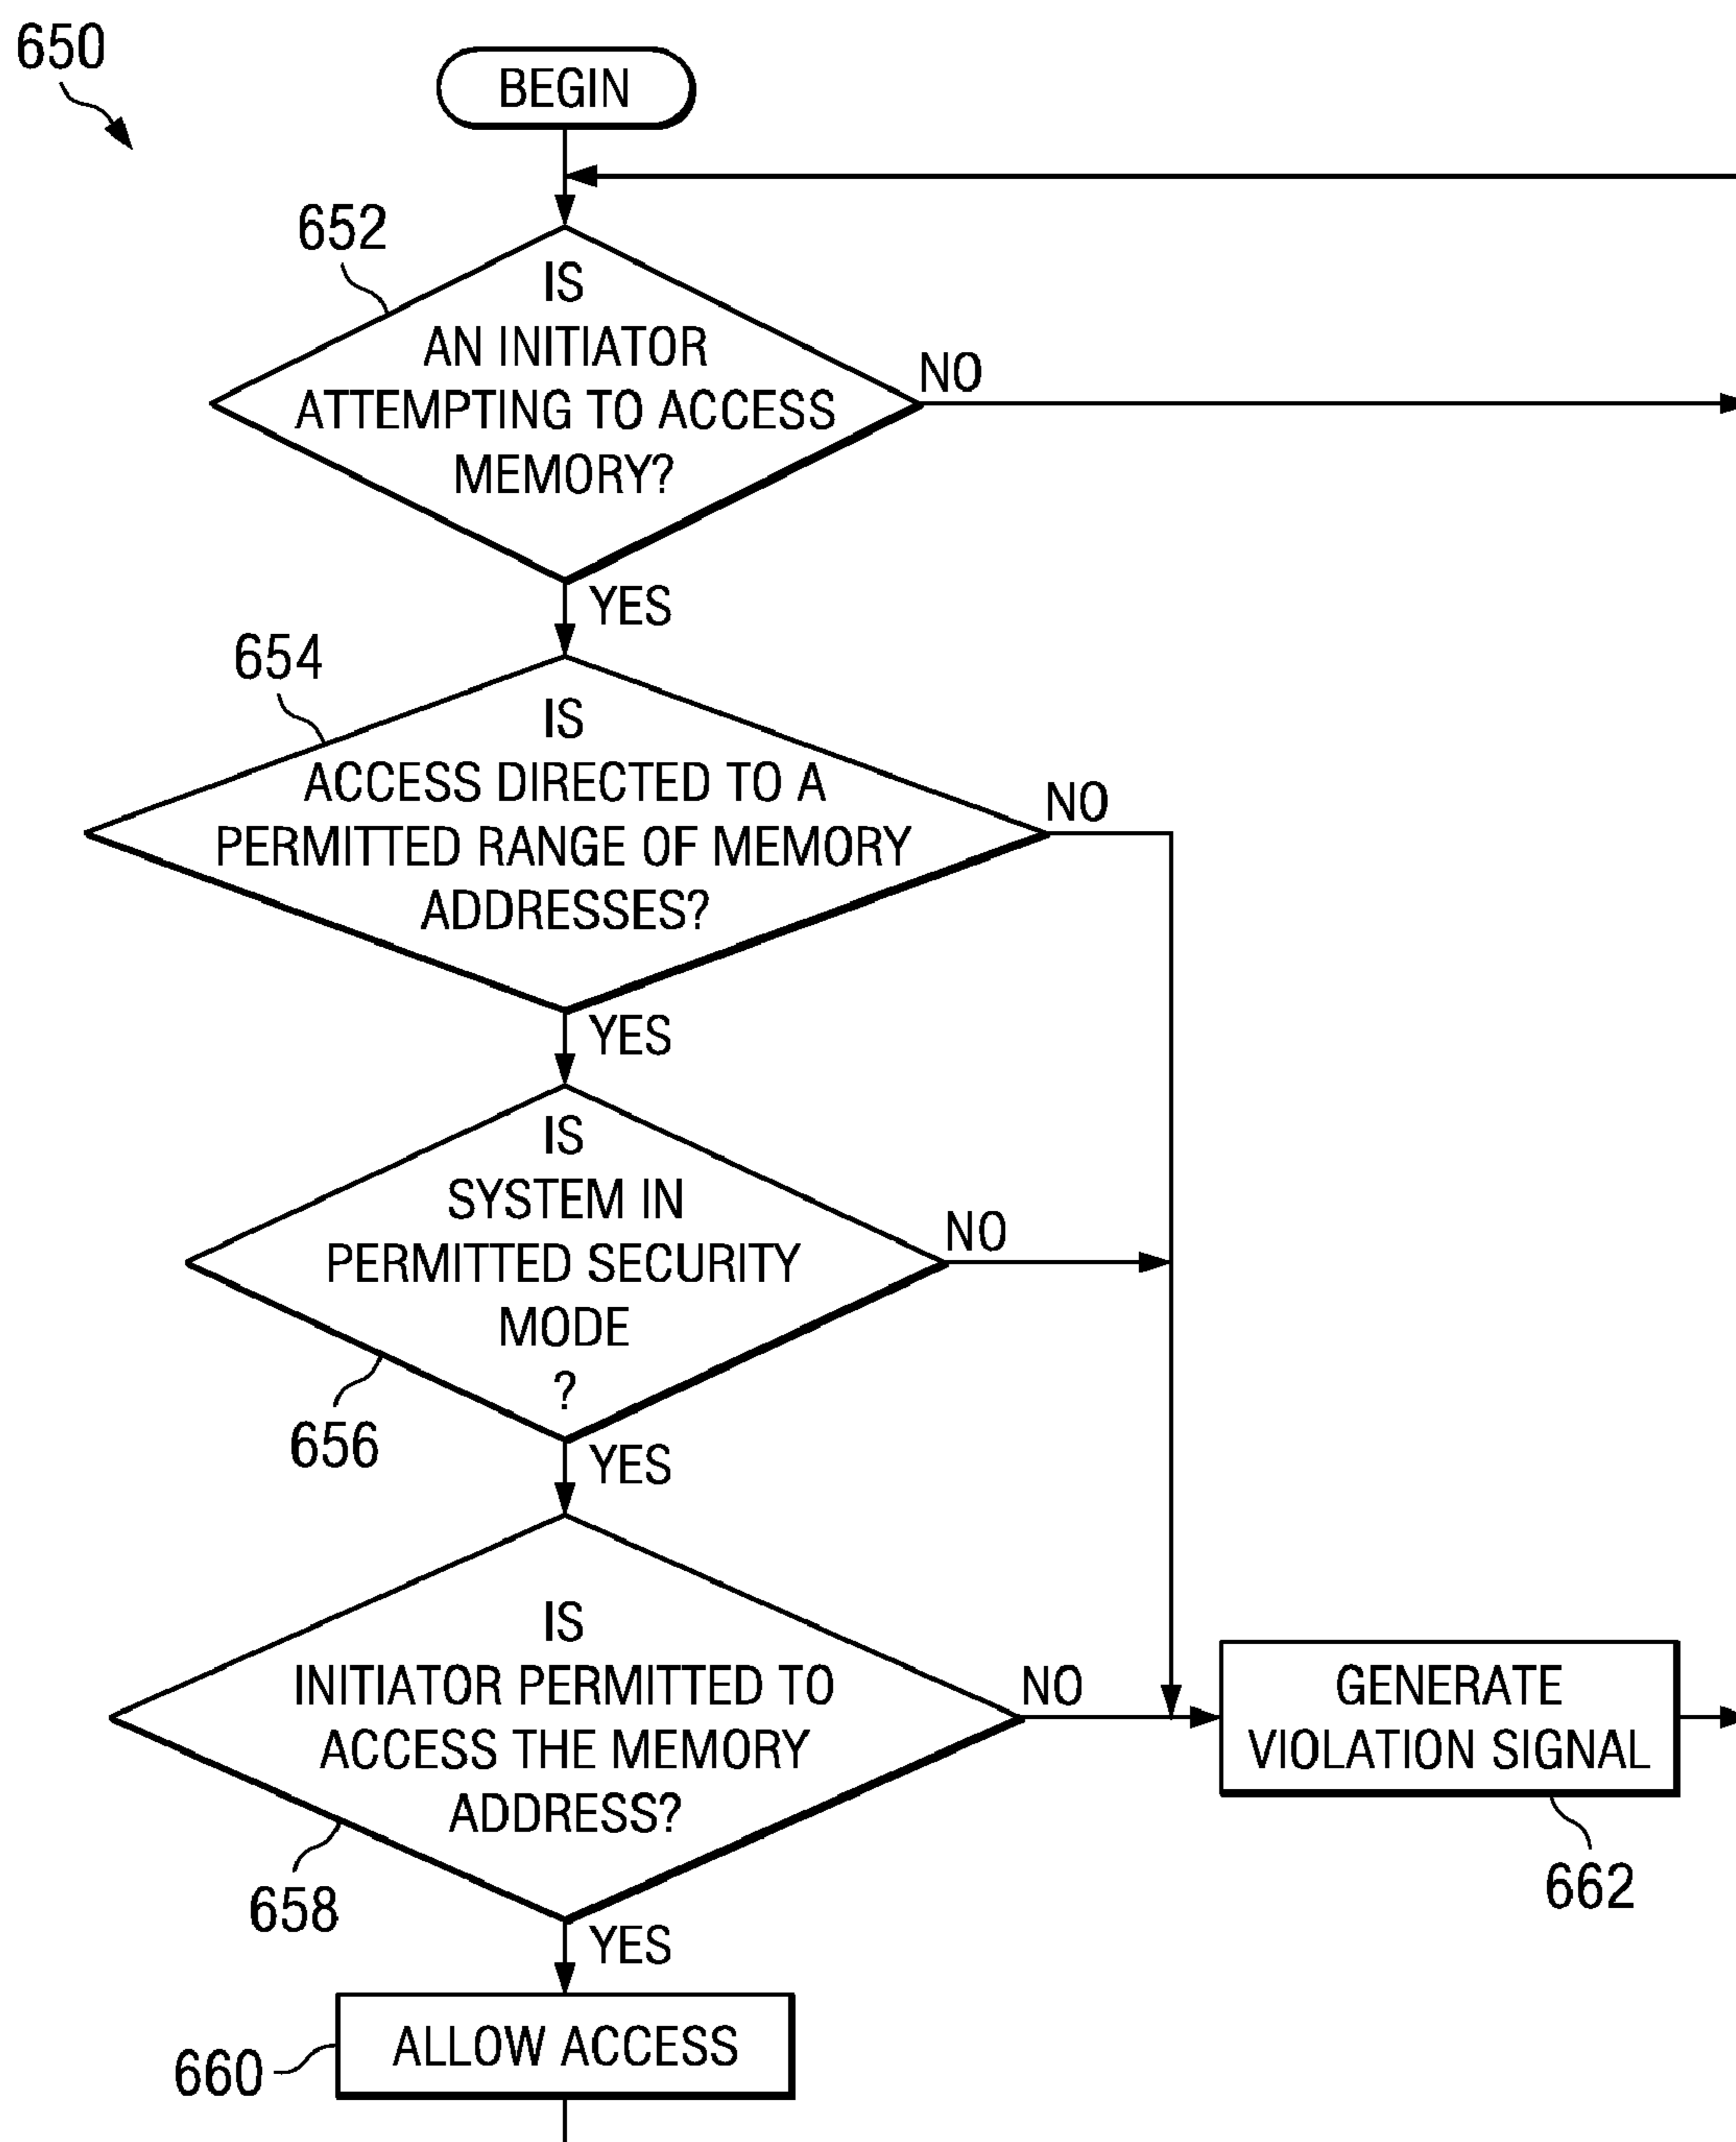 650
BEGIN
652
IS
AN INITIATOR
ATTEMPTING TO ACCESS
MEMORY?
NO
YES
654
IS
ACCESS DIRECTED TO A
PERMITTED RANGE OF MEMORY
ADDRESSES?
NO
YES
IS
SYSTEM IN
PERMITTED SECURITY
MODE
?
NO
656
YES
IS
INITIATOR PERMITTED TO
ACCESS THE MEMORY
ADDRESS?
NO
GENERATE
VIOLATION SIGNAL
662
658
YES
ALLOW ACCESS
660